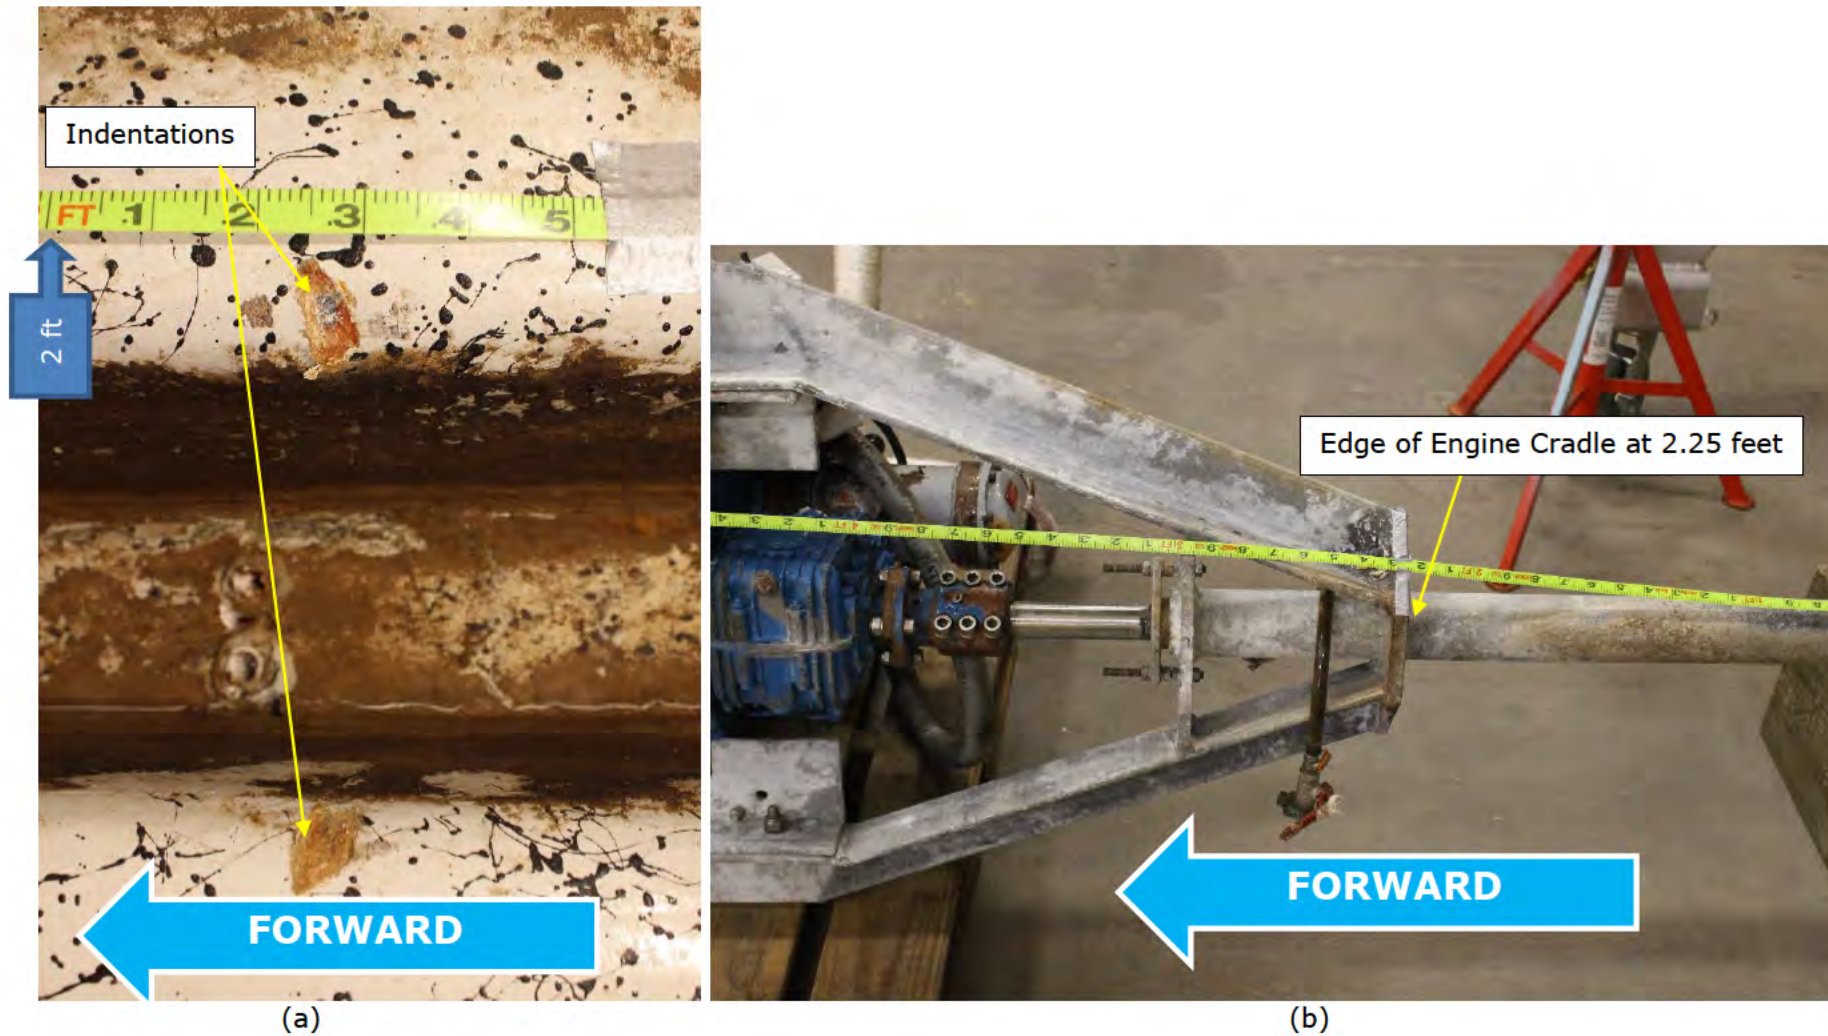 Indentations
FT .1 .2 .3 .4 .5
2 ft
FORWARD
(a)
Edge of Engine Cradle at 2.25 feet
FORWARD
(b)